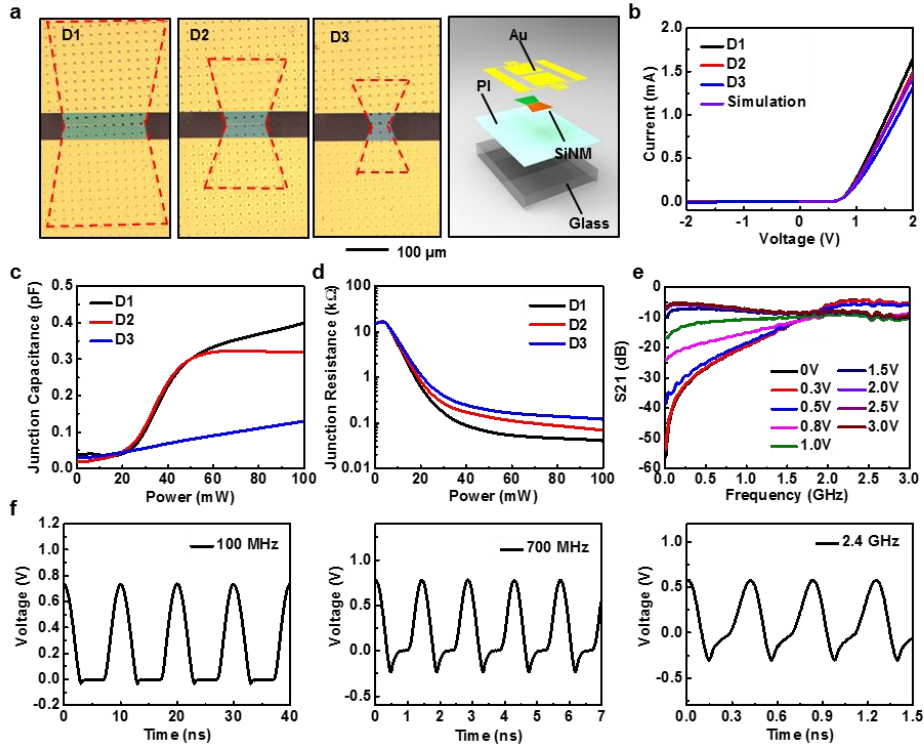 a
D1
D2
D3
Au
PI
SiNM
Glass
100 μm
b
Current (mA)
2.0
1.5
1.0
0.5
0.0
D1
D2
D3
Simulation
-2 -1 0 1 2
Voltage (V)
c
Junction Capacitance (pF)
0.5
0.4
0.3
0.2
0.1
0.0
D1
D2
D3
0 20 40 60 80 100
Power (mW)
d
Junction Resistance (kΩ)
100
10
1
0.1
0.01
D1
D2
D3
0 20 40 60 80 100
Power (mW)
e
S21 (dB)
0
-10
-20
-30
-40
-50
-60
0V 1.5V
0.3V 2.0V
0.5V 2.5V
0.8V 3.0V
1.0V
0.0 0.5 1.0 1.5 2.0 2.5 3.0
Frequency (GHz)
f
Voltage (V)
1.2
1.0
0.8
0.6
0.4
0.2
0.0
-0.2
100 MHz
0 10 20 30 40
Time (ns)
Voltage (V)
1.5
1.0
0.5
0.0
-0.5
700 MHz
0 1 2 3 4 5 6 7
Time (ns)
Voltage (V)
1.5
1.0
0.5
0.0
-0.5
2.4 GHz
0.0 0.3 0.6 0.9 1.2 1.5
Time (ns)